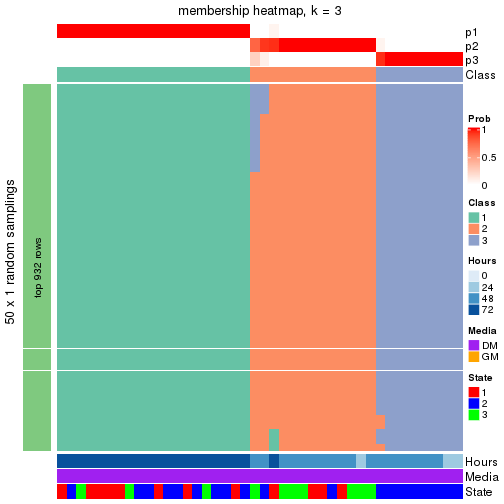 membership heatmap, k = 3
p1
p2
p3
Class
50 x 1 random samplings
top 932 rows
Hours
Media
State
Prob
1
0.5
0
Class
1
2
3
Hours
0
24
48
72
Media
DM
GM
State
1
2
3